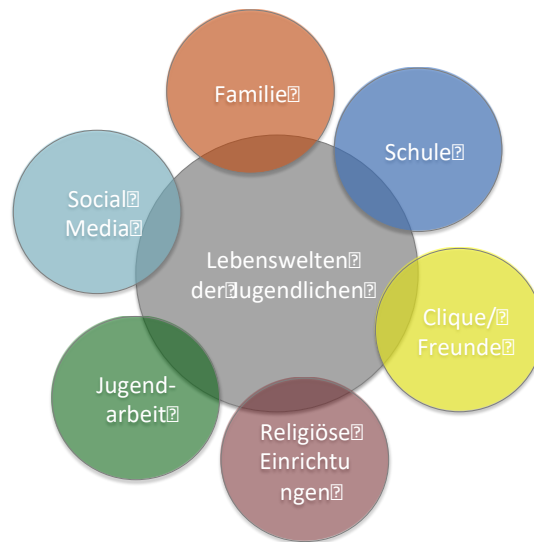 Familie
Schule
Social
Media
Lebenswelten
der Jugendlichen
Clique/
Freunde
Jugend-
arbeit
Religiöse
Einrichtu
ngen